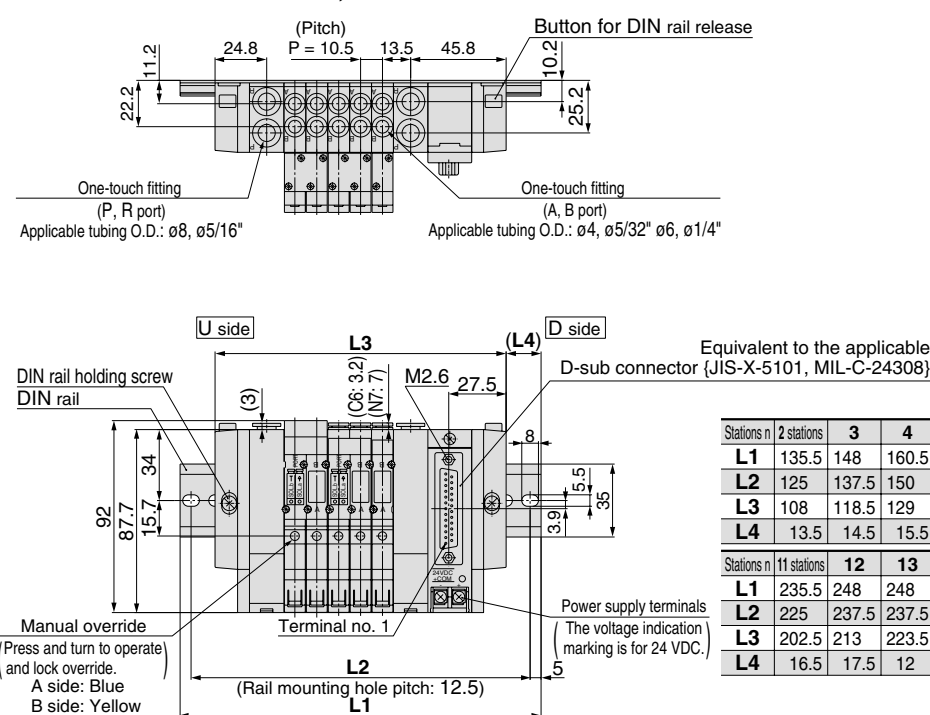 (Pitch)
Button for DIN rail release
11.2
24.8
P = 10.5
13.5
45.8
10.2
22.2
25.2
One-touch fitting
(P, R port)
Applicable tubing O.D.: ø8, ø5/16"
One-touch fitting
(A, B port)
Applicable tubing O.D.: ø4, ø5/32" ø6, ø1/4"
U side
L3
(L4)
D side
Equivalent to the applicable
D-sub connector {JIS-X-5101, MIL-C-24308}
DIN rail holding screw
DIN rail
(3)
(C6: 3.2)
(N7: 7)
M2.6
27.5
8
34
15.7
87.7
92
5.5
3.9
35
24VDC
+COM
- +
Manual override
(Press and turn to operate
and lock override.)
A side: Blue
B side: Yellow
Terminal no. 1
Power supply terminals
(The voltage indication
marking is for 24 VDC.)
L2
5
(Rail mounting hole pitch: 12.5)
L1
Stations n 2 stations 3 4
L1 135.5 148 160.5
L2 125 137.5 150
L3 108 118.5 129
L4 13.5 14.5 15.5
Stations n 11 stations 12 13
L1 235.5 248 248
L2 225 237.5 237.5
L3 202.5 213 223.5
L4 16.5 17.5 12